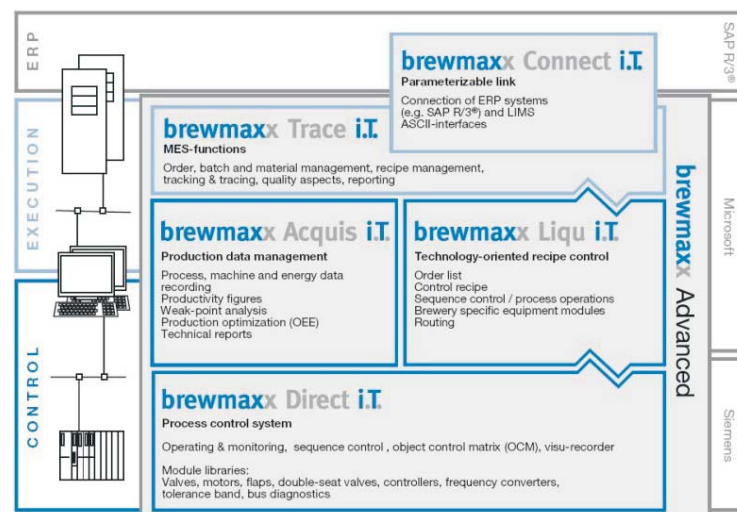 ERP
SAP R/3®
brewmaxx Connect i.T.
Parameterizable link
Connection of ERP systems
(e.g. SAP R/3®) and LIMS
ASCII-interfaces
EXECUTION
brewmaxx Trace i.T.
MES-functions
Order, batch and material management, recipe management,
tracking & tracing, quality aspects, reporting
brewmaxx Advanced
Microsoft
brewmaxx Acquis i.T.
Production data management
Process, machine and energy data
recording
Productivity figures
Weak-point analysis
Production optimization (OEE)
Technical reports
brewmaxx Liqu i.T.
Technology-oriented recipe control
Order list
Control recipe
Sequence control / process operations
Brewery specific equipment modules
Routing
CONTROL
brewmaxx Direct i.T.
Process control system
Operating & monitoring, sequence control , object control matrix (OCM), visu-recorder
Module libraries:
Valves, motors, flaps, double-seat valves, controllers, frequency converters,
tolerance band, bus diagnostics
Siemens